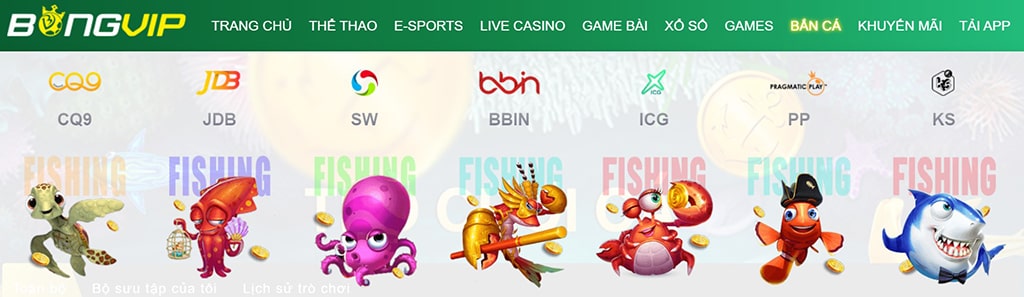 BONGVIP TRANG CHỦ THỂ THAO E-SPORTS LIVE CASINO GAME BÀI XỔ SỐ GAMES BẮN CÁ KHUYẾN MÃI TẢI APP
CQ9 JDB bbin ICG PRAGMATIC PLAY KS
CQ9 JDB SW BBIN ICG PP KS
FISHING FISHING FISHING FISHING FISHING FISHING FISHING
Toàn bộ Bộ sưu tập của tôi Lịch sử trò chơi